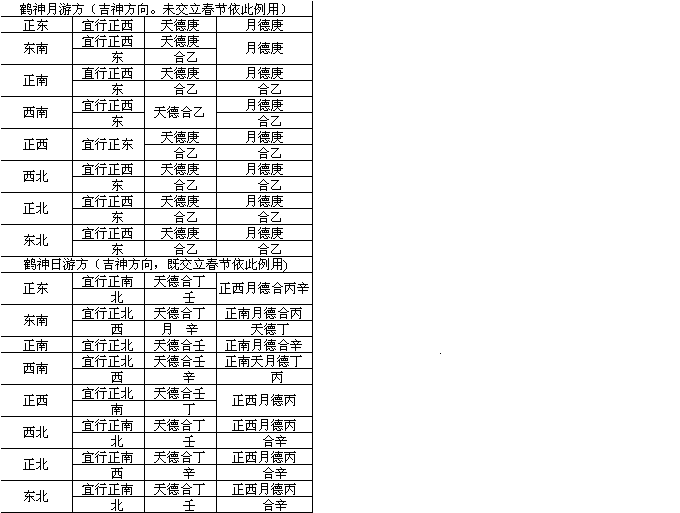 鹤神月游方（吉神方向。未交立春节依此例用）
正东 宜行正西 天德庚 月德庚
东南 宜行正西 天德庚 月德庚
东 合乙
正南 宜行正西 天德庚 月德庚
东 合乙 合乙
西南 宜行正西 天德合乙 月德庚
东 合乙
正西 宜行正东 天德庚 月德庚
合乙 合乙
西北 宜行正西 天德庚 月德庚
东 合乙 合乙
正北 宜行正西 天德庚 月德庚
东 合乙 合乙
东北 宜行正西 天德庚 月德庚
东 合乙 合乙
鹤神日游方（吉神方向，既交立春节依此例用)
正东 宜行正南 天德合丁 正西月德合丙辛
北 壬
东南 宜行正北 天德合丁 正南月德合丙
西 月 辛 天德丁
正南 宜行正北 天德合壬 正南月德合辛
西南 宜行正北 天德合壬 正南天月德丁
西 辛 丙
正西 宜行正北 天德合壬 正西月德丙
南 丁
西北 宜行正南 天德合丁 正西月德丙
北 壬 合辛
正北 宜行正南 天德合丁 正西月德丙
西 辛 合辛
东北 宜行正南 天德合丁 正西月德丙
北 壬 合辛